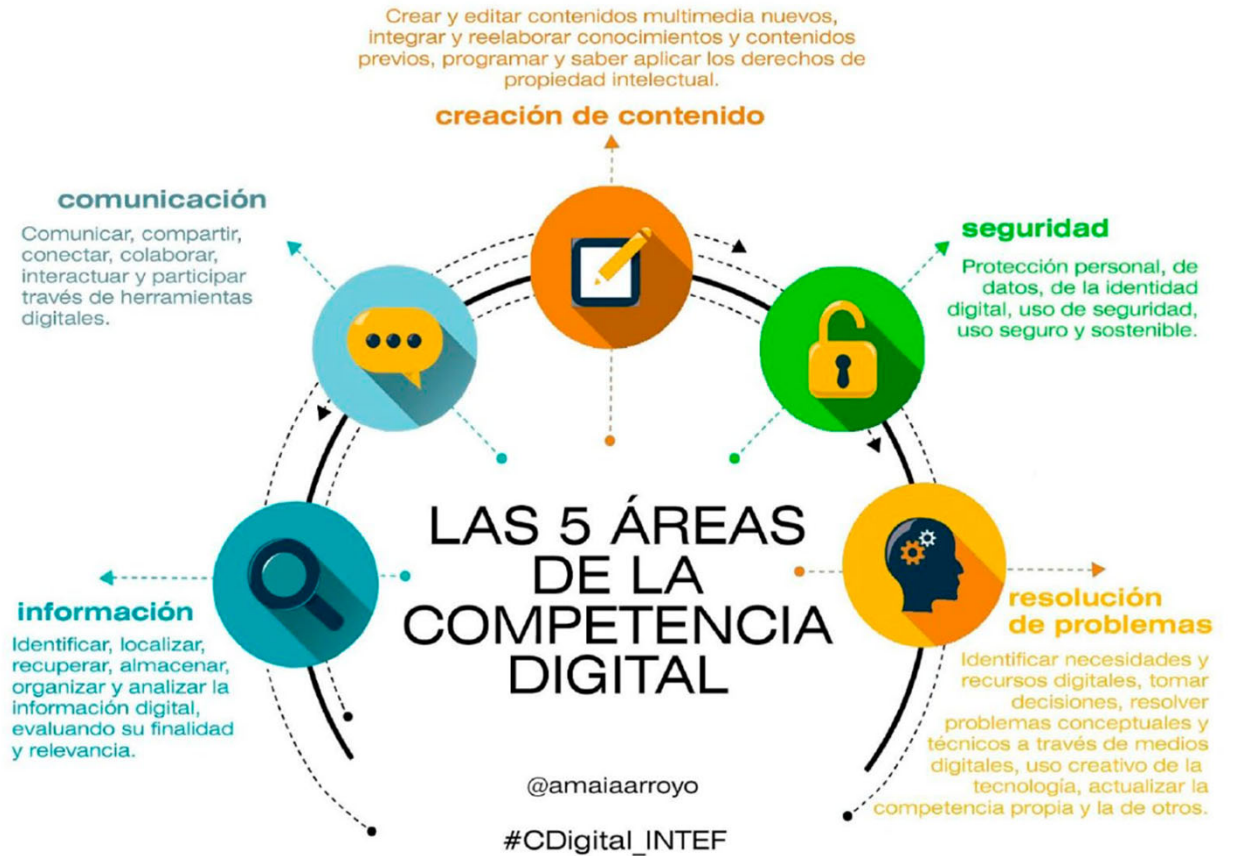 Crear y editar contenidos multimedia nuevos,
integrar y reelaborar conocimientos y contenidos
previos, programar y saber aplicar los derechos de
propiedad intelectual.
creación de contenido
comunicación
Comunicar, compartir,
conectar, colaborar,
interactuar y participar
través de herramientas
digitales.
seguridad
Protección personal, de
datos, de la identidad
digital, uso de seguridad,
uso seguro y sostenible.
información
Identificar, localizar,
recuperar, almacenar,
organizar y analizar la
información digital,
evaluando su finalidad
y relevancia.
LAS 5 ÁREAS
DE LA
COMPETENCIA
DIGITAL
resolución
de problemas
Identificar necesidades y
recursos digitales, tomar
decisiones, resolver
problemas conceptuales y
técnicos a través de medios
digitales, uso creativo de la
tecnología, actualizar la
competencia propia y la de otros.
@amaiaarroyo
#CDigital_INTEF